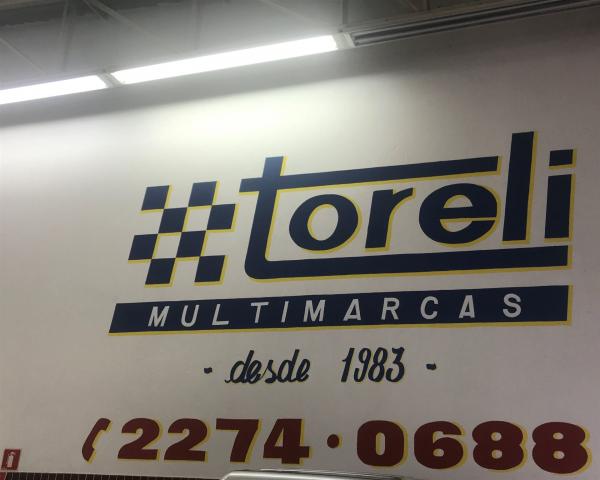 toreli
MULTIMARCAS
- desde 1983 -
2274·0688